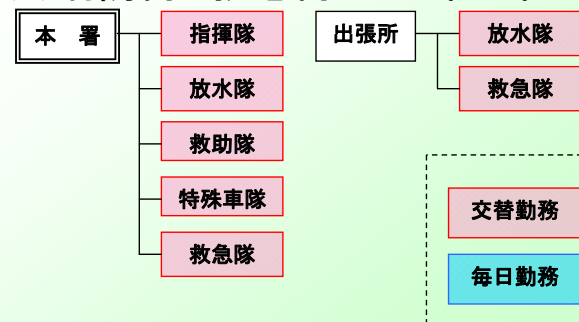 本署
指揮隊
放水隊
救助隊
特殊車隊
救急隊
出張所
放水隊
救急隊
交替勤務
毎日勤務